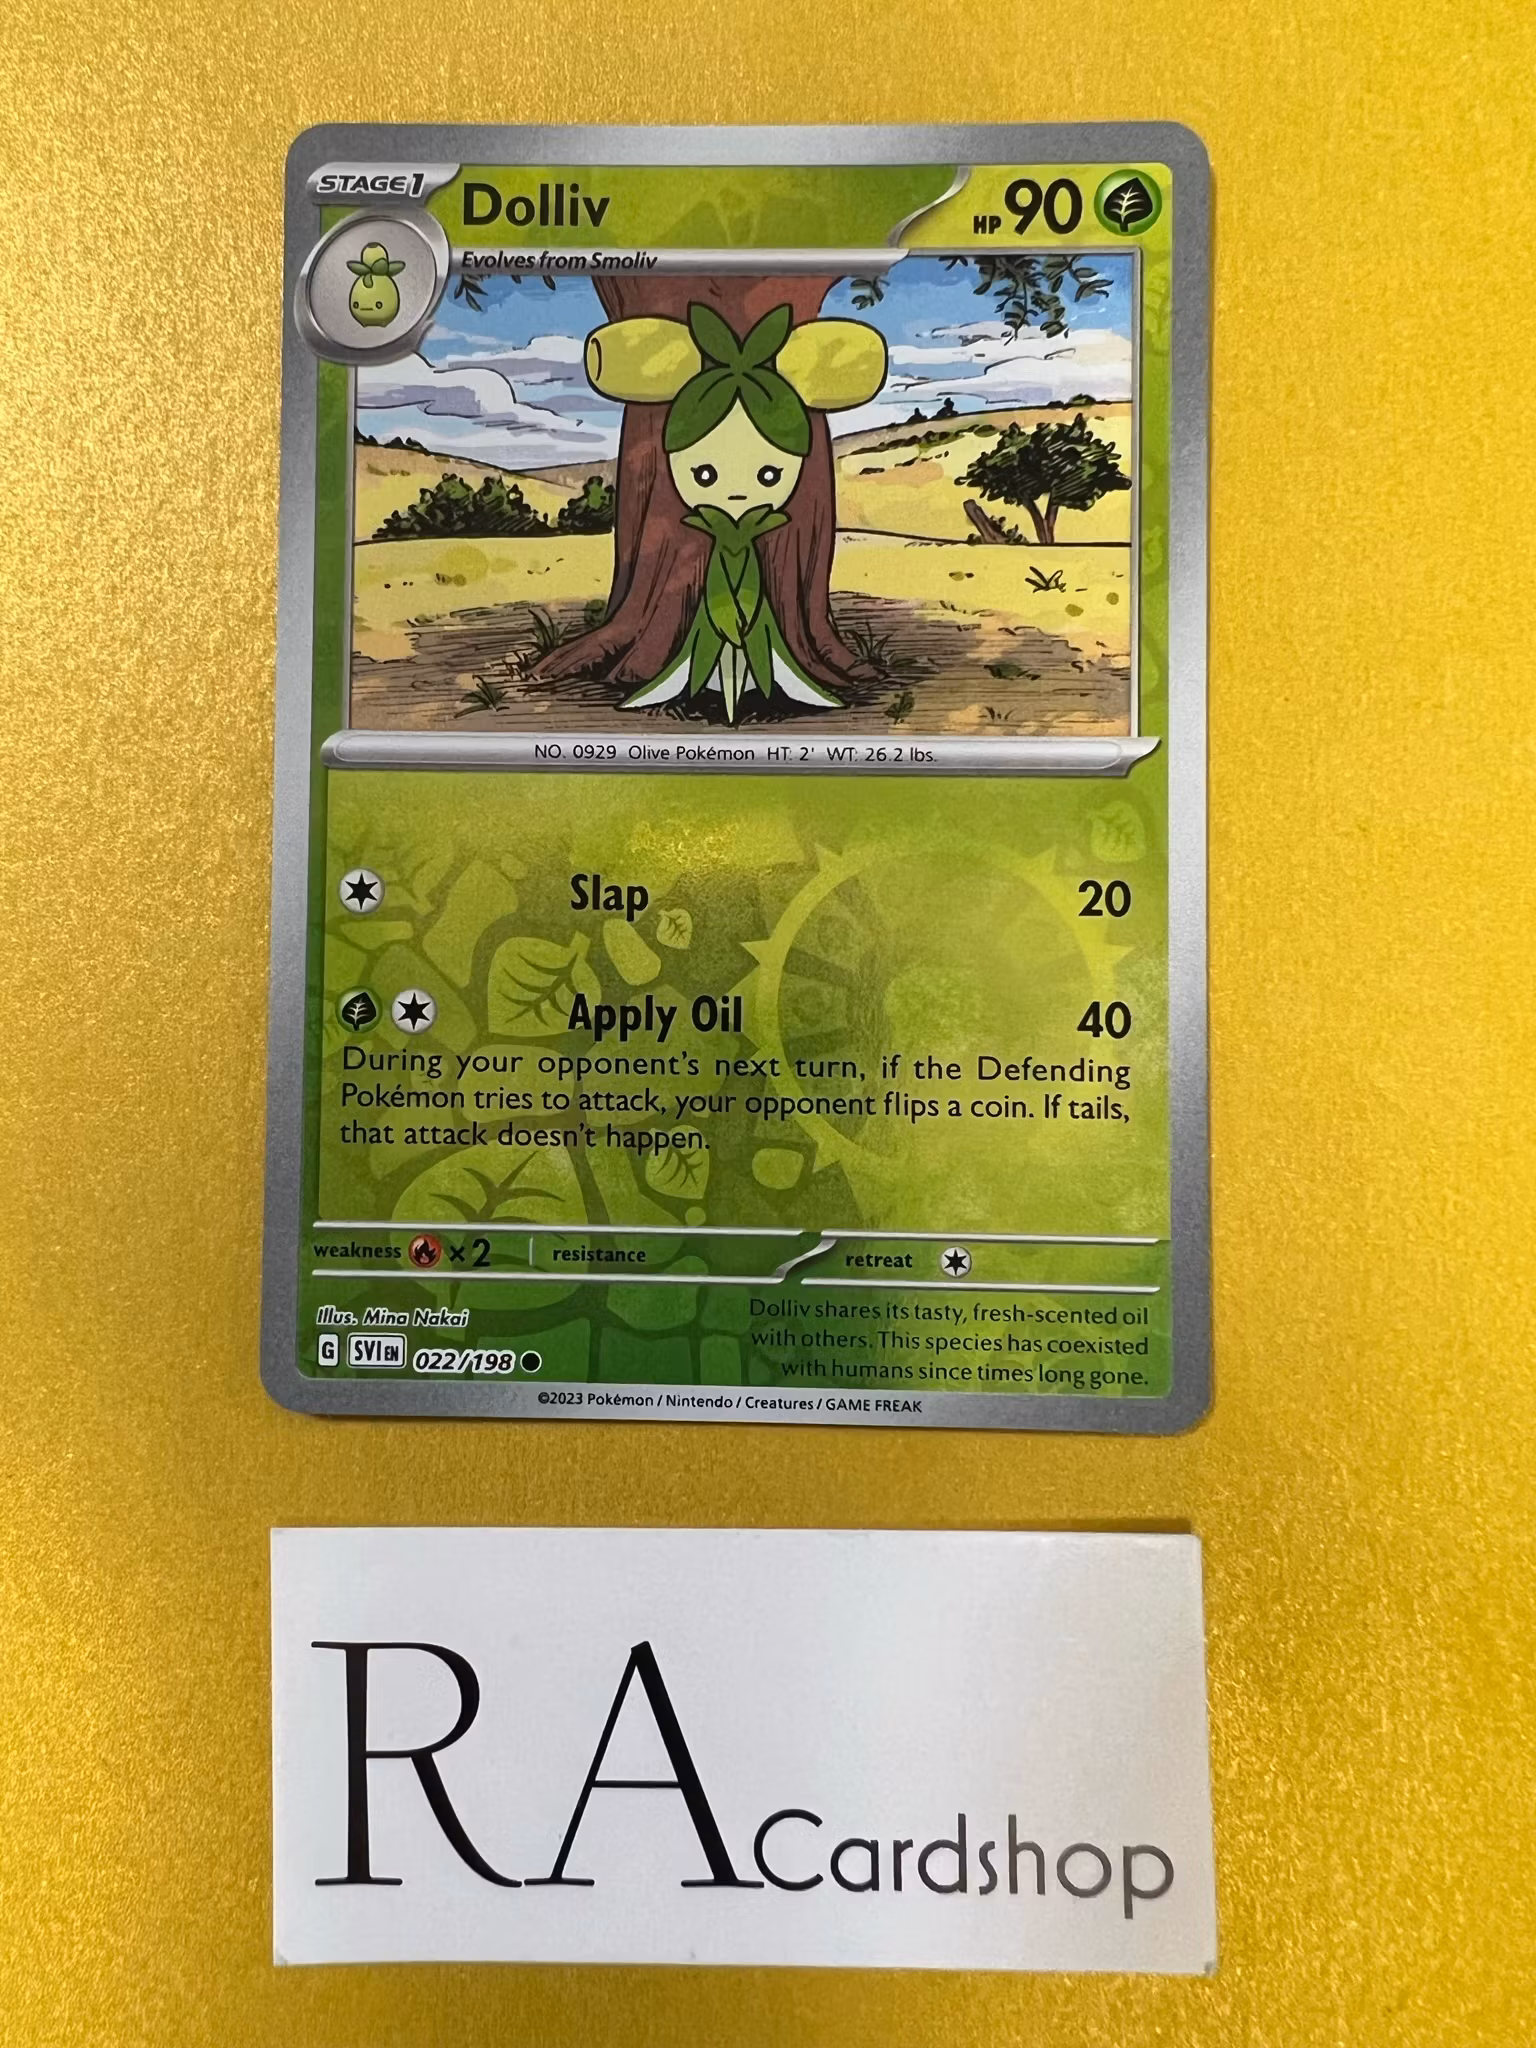 STAGE 1
Dolliv
HP 90
Evolves from Smoliv
NO. 0929 Olive Pokémon HT: 2' WT: 26.2 lbs.
Slap 20
Apply Oil 40
During your opponent's next turn, if the Defending
Pokémon tries to attack, your opponent flips a coin. If tails,
that attack doesn't happen.
weakness ×2 resistance retreat
Illus. Mina Nakai
G SVI EN 022/198
Dolliv shares its tasty, fresh-scented oil
with others. This species has coexisted
with humans since times long gone.
©2023 Pokémon / Nintendo / Creatures / GAME FREAK
RA Cardshop